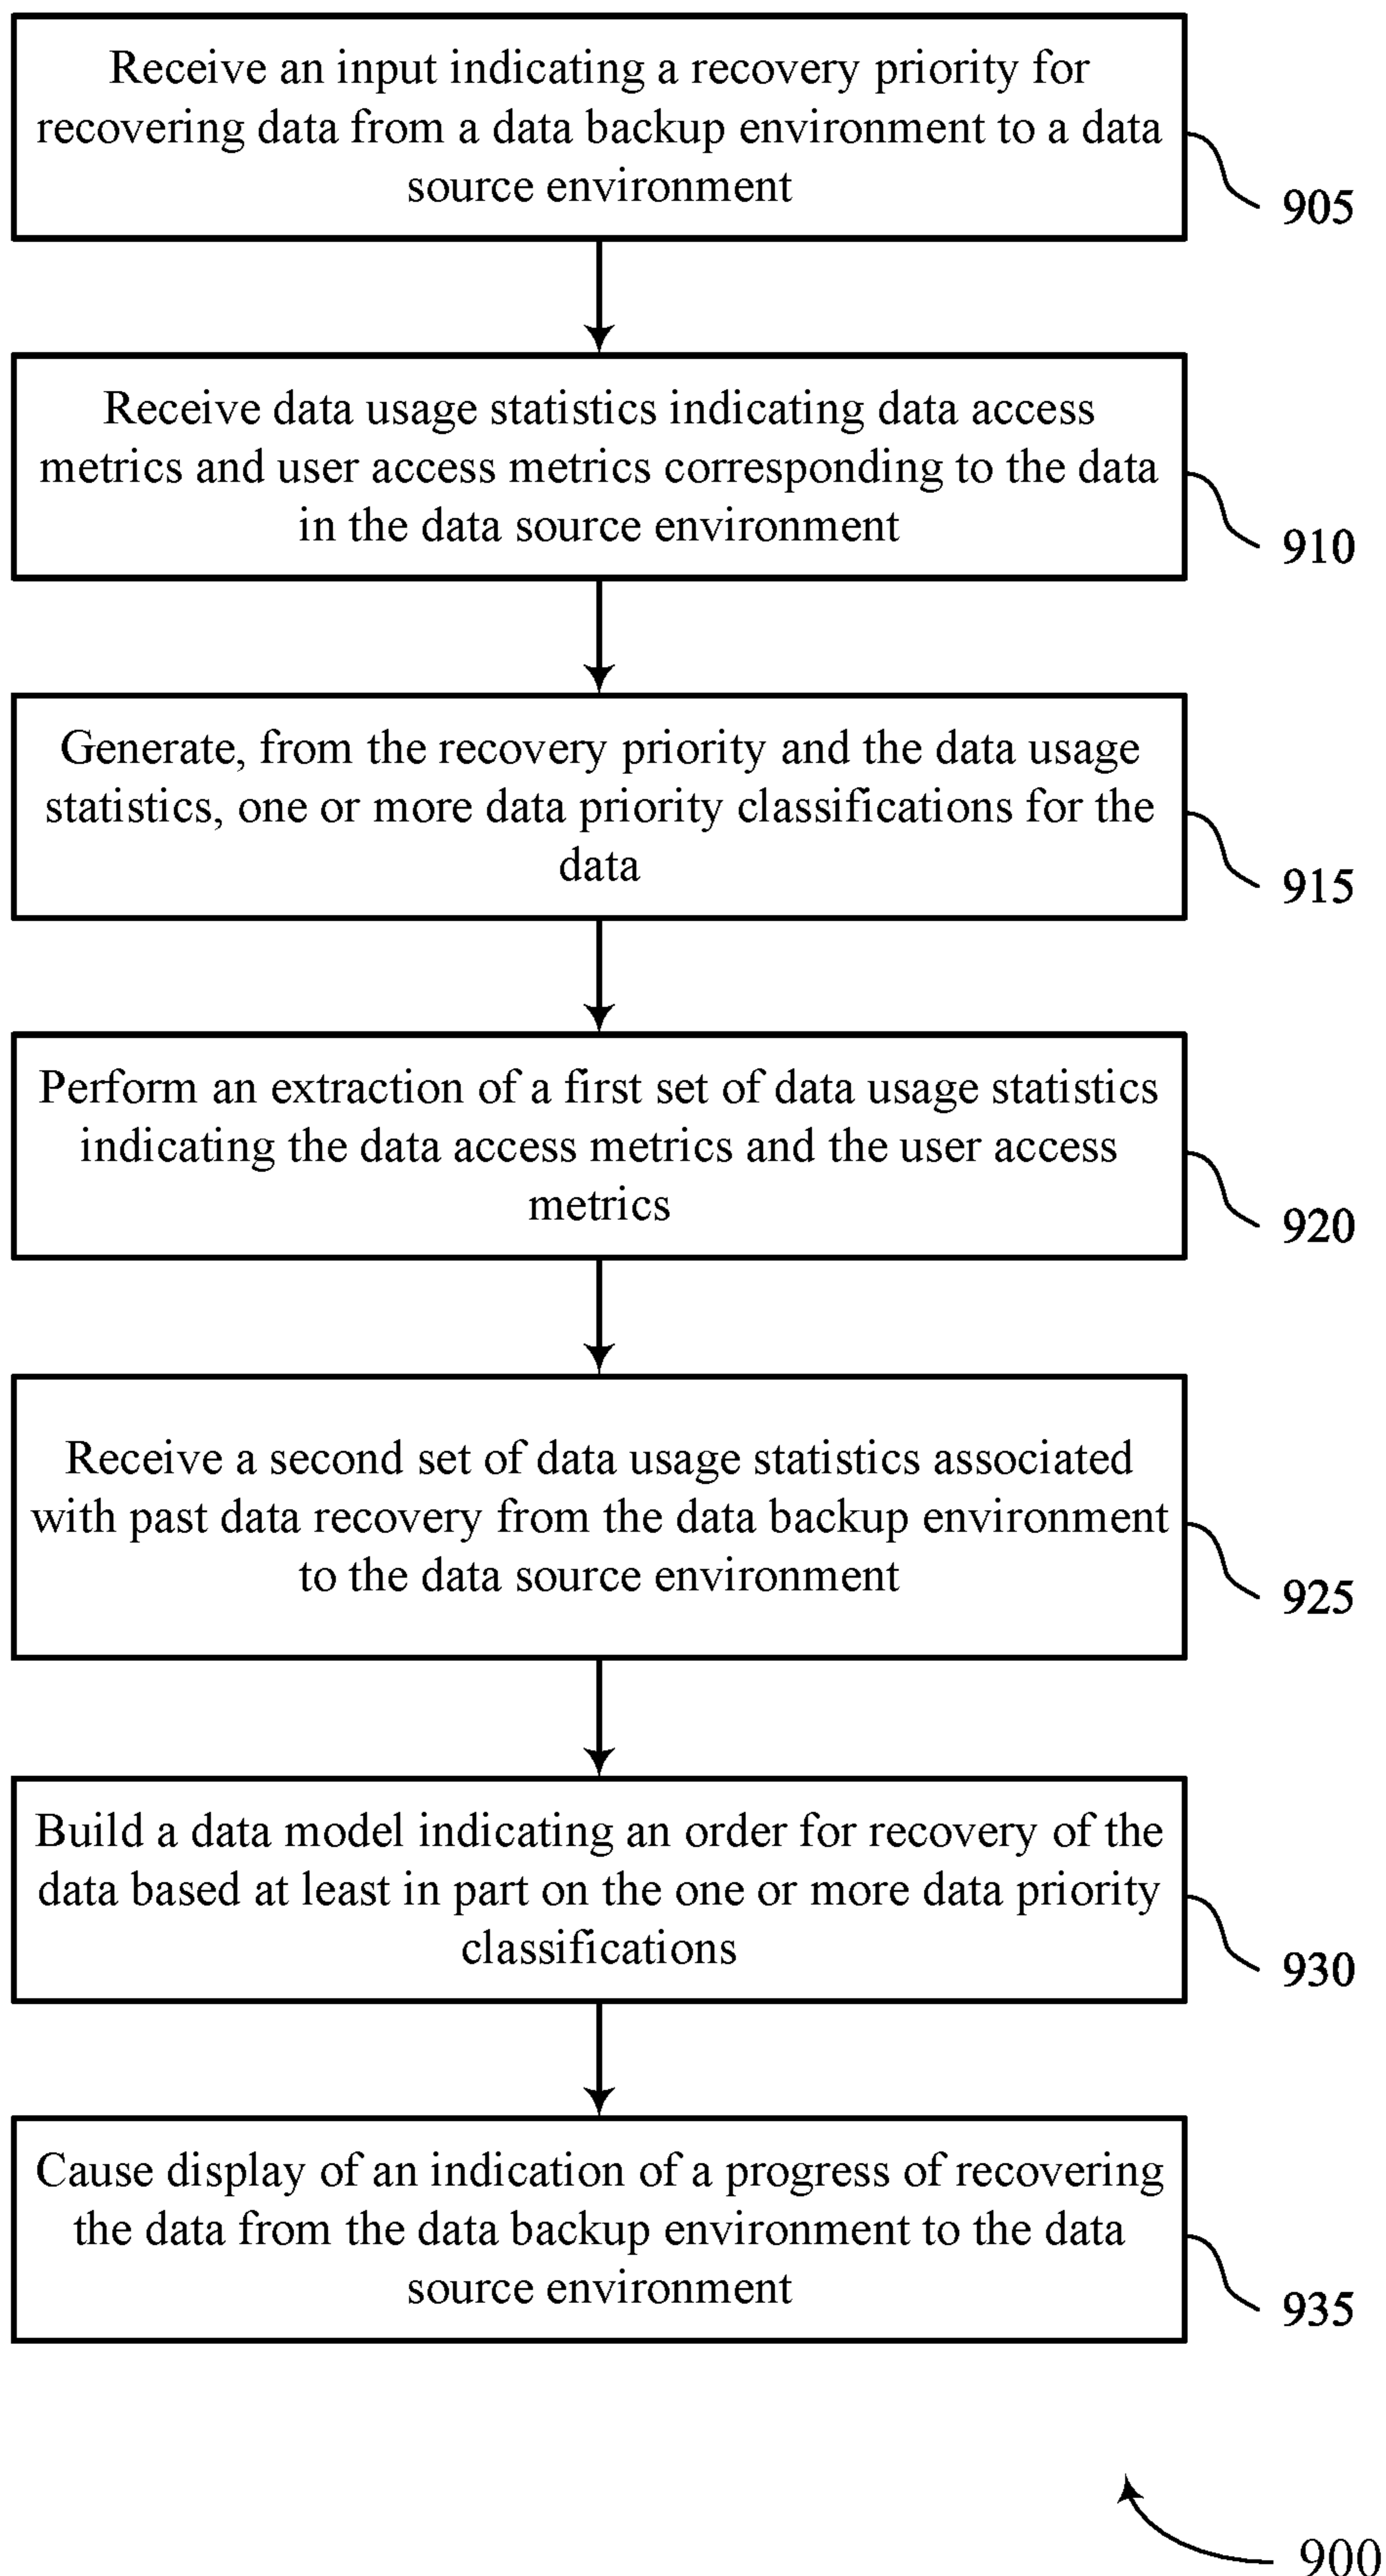 Receive an input indicating a recovery priority for
recovering data from a data backup environment to a data
source environment
905
Receive data usage statistics indicating data access
metrics and user access metrics corresponding to the data
in the data source environment
910
Generate, from the recovery priority and the data usage
statistics, one or more data priority classifications for the
data
915
Perform an extraction of a first set of data usage statistics
indicating the data access metrics and the user access
metrics
920
Receive a second set of data usage statistics associated
with past data recovery from the data backup environment
to the data source environment
925
Build a data model indicating an order for recovery of the
data based at least in part on the one or more data priority
classifications
930
Cause display of an indication of a progress of recovering
the data from the data backup environment to the data
source environment
935
900